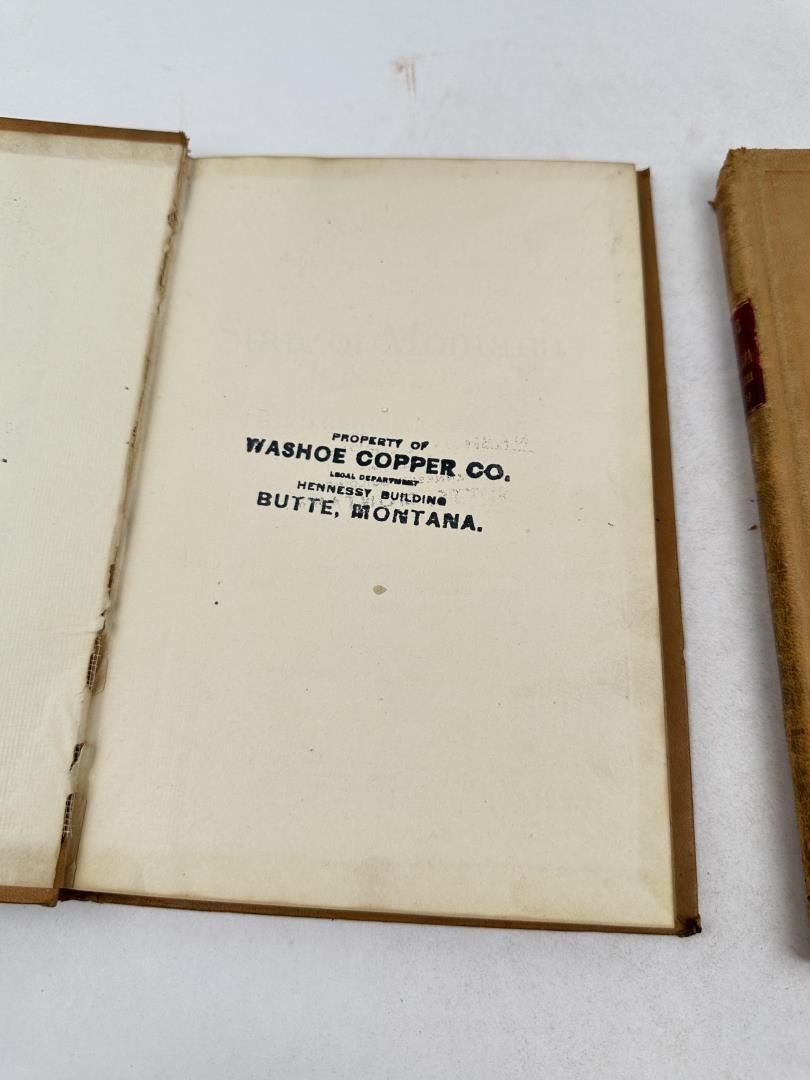 PROPERTY OF
WASHOE COPPER CO.
LEGAL DEPARTMENT
HENNESSY BUILDING
BUTTE, MONTANA.